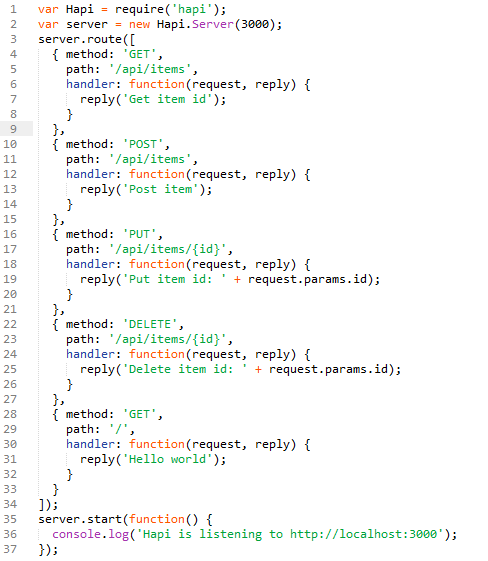 1 var Hapi = require('hapi');
2 var server = new Hapi.Server(3000);
3 server.route([
4   { method: 'GET',
5     path: '/api/items',
6     handler: function(request, reply) {
7       reply('Get item id');
8     }
9   },
10   { method: 'POST',
11     path: '/api/items',
12     handler: function(request, reply) {
13       reply('Post item');
14     }
15   },
16   { method: 'PUT',
17     path: '/api/items/{id}',
18     handler: function(request, reply) {
19       reply('Put item id: ' + request.params.id);
20     }
21   },
22   { method: 'DELETE',
23     path: '/api/items/{id}',
24     handler: function(request, reply) {
25       reply('Delete item id: ' + request.params.id);
26     }
27   },
28   { method: 'GET',
29     path: '/',
30     handler: function(request, reply) {
31       reply('Hello world');
32     }
33   }
34 ]);
35 server.start(function() {
36   console.log('Hapi is listening to http://localhost:3000');
37 });